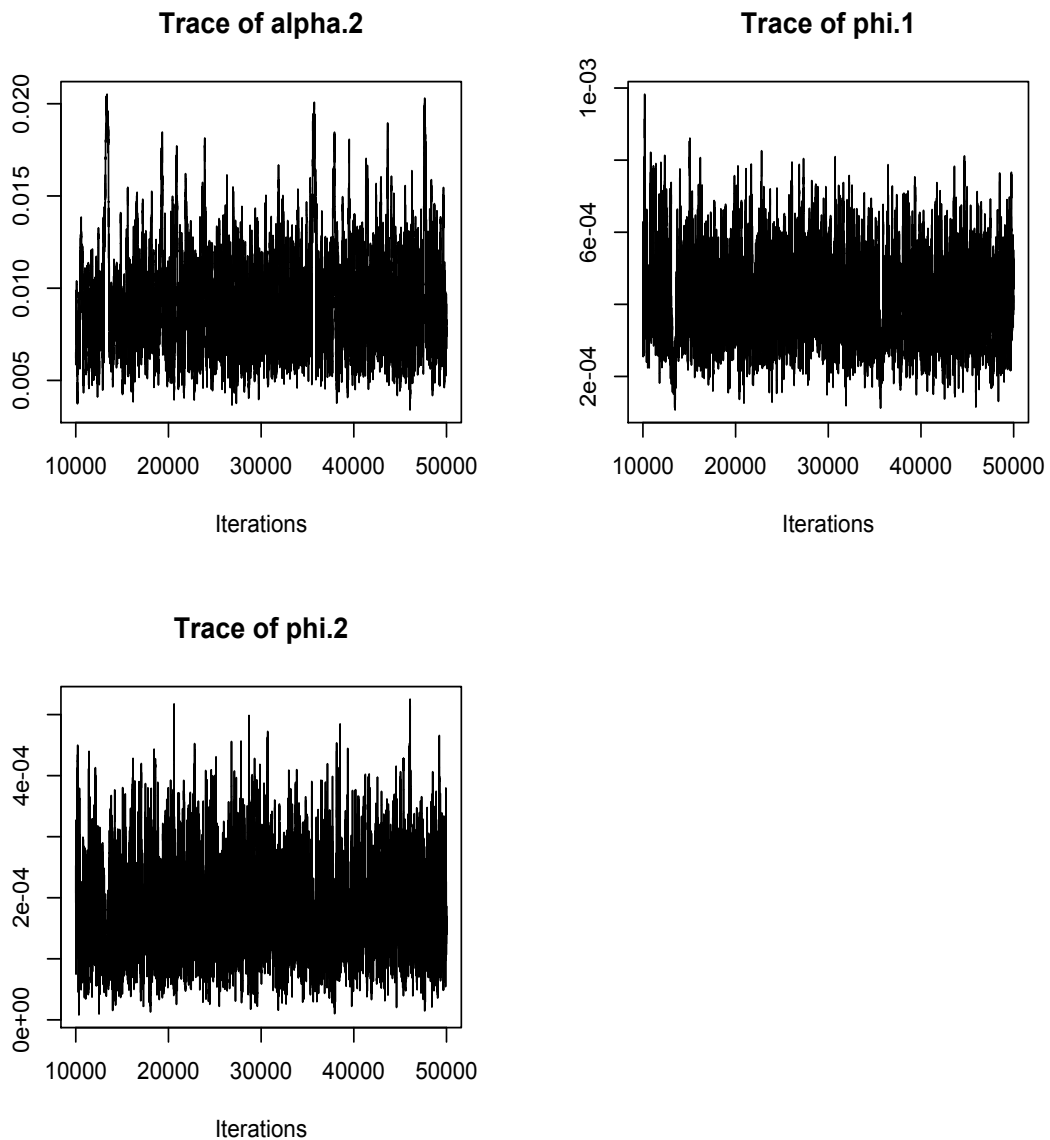 Trace of alpha.2
0.020
0.015
0.010
0.005
10000 20000 30000 40000 50000
Iterations
Trace of phi.1
1e-03
6e-04
2e-04
10000 20000 30000 40000 50000
Iterations
Trace of phi.2
4e-04
2e-04
0e+00
10000 20000 30000 40000 50000
Iterations